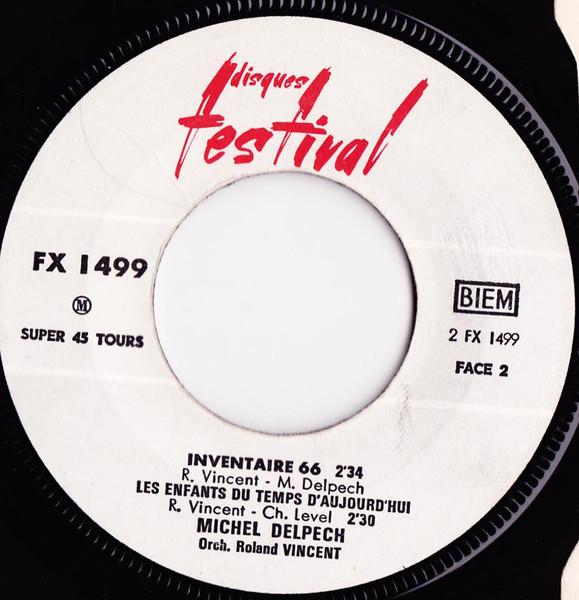 disques
festival
FX 1499
M
SUPER 45 TOURS
BIEM
2 FX 1499
FACE 2
INVENTAIRE 66 2'34
R. Vincent - M. Delpech
LES ENFANTS DU TEMPS D'AUJOURD'HUI
R. Vincent - Ch. Level 2'30
MICHEL DELPECH
Orch. Roland VINCENT